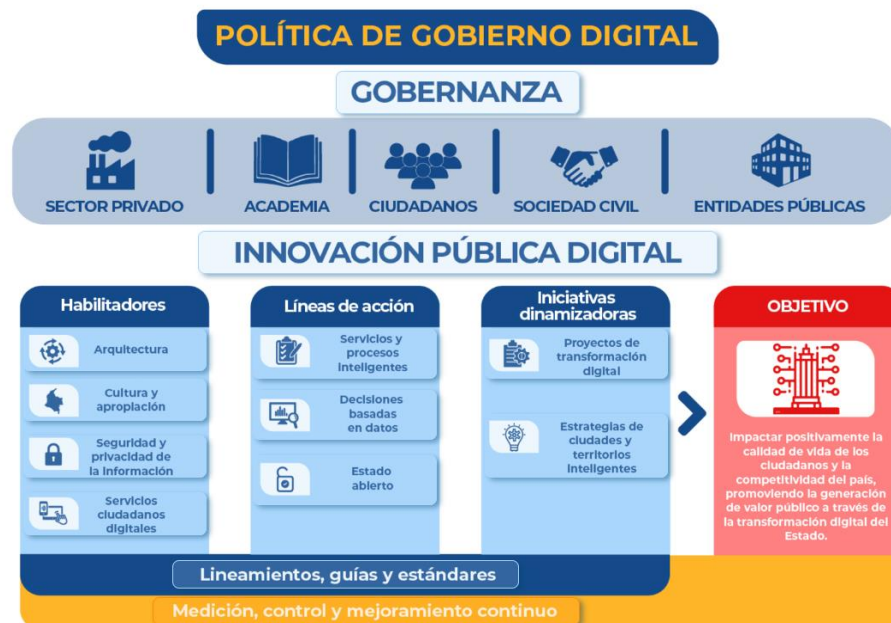 POLÍTICA DE GOBIERNO DIGITAL
GOBERNANZA
SECTOR PRIVADO
ACADEMIA
CIUDADANOS
SOCIEDAD CIVIL
ENTIDADES PÚBLICAS
INNOVACIÓN PÚBLICA DIGITAL
Habilitadores
Arquitectura
Cultura y
apropiación
Seguridad y
privacidad de
la información
Servicios
ciudadanos
digitales
Líneas de acción
Servicios y
procesos
inteligentes
Decisiones
basadas
en datos
Estado
abierto
Iniciativas
dinamizadoras
Proyectos de
transformación
digital
Estrategias de
ciudades y
territorios
inteligentes
OBJETIVO
Impactar positivamente la
calidad de vida de los
ciudadanos y la
competitividad del país,
promoviendo la generación
de valor público a través de
la transformación digital del
Estado.
Lineamientos, guías y estándares
Medición, control y mejoramiento continuo